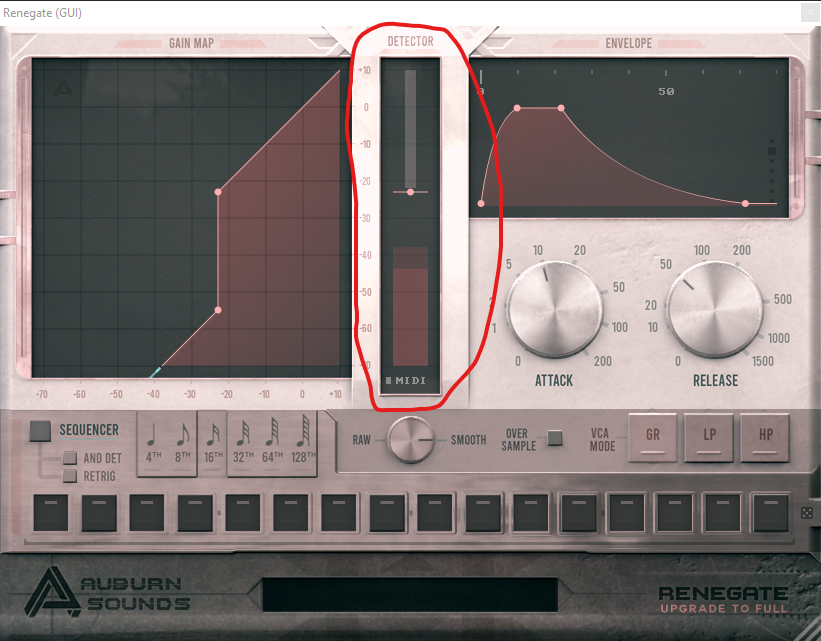 Renegate (GUI)
x
GAIN MAP
DETECTOR
ENVELOPE
+10
0
-10
-20
-30
-40
-50
-60
-70 -60 -50 -40 -30 -20 -10 0 +10
MIDI
0 50
0 5 10 20 50 100 200
ATTACK
0 10 20 50 100 200 500 1000 1500
RELEASE
SEQUENCER
AND DET
RETRIG
4TH 8TH 16TH 32TH 64TH 128TH
RAW SMOOTH
OVER
SAMPLE
VCA
MODE
GR LP HP
AUBURN
SOUNDS
RENEGATE
UPGRADE TO FULL